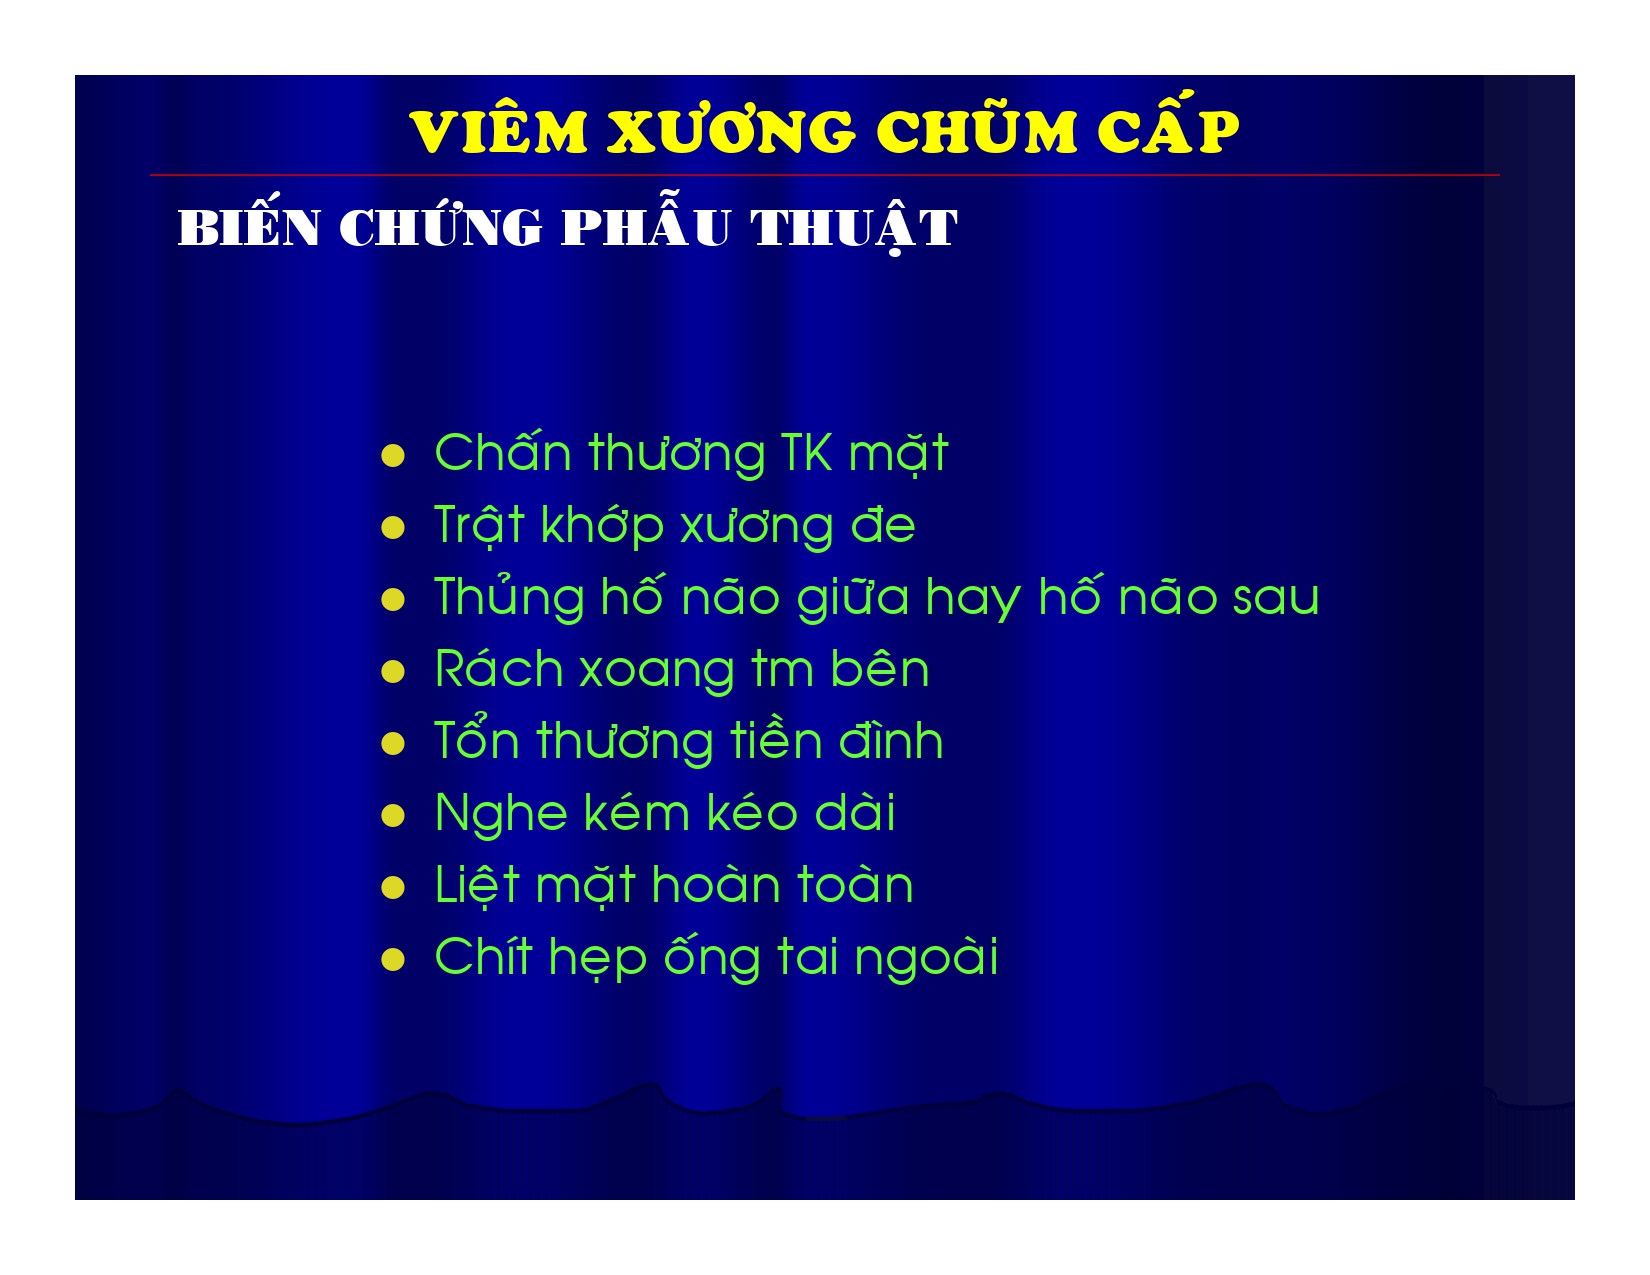 VIÊM XƯƠNG CHŨM CẤP
BIẾN CHỨNG PHẪU THUẬT
● Chấn thương TK mặt
● Trật khớp xương đe
● Thủng hố não giữa hay hố não sau
● Rách xoang tm bên
● Tổn thương tiền đình
● Nghe kém kéo dài
● Liệt mặt hoàn toàn
● Chít hẹp ống tai ngoài